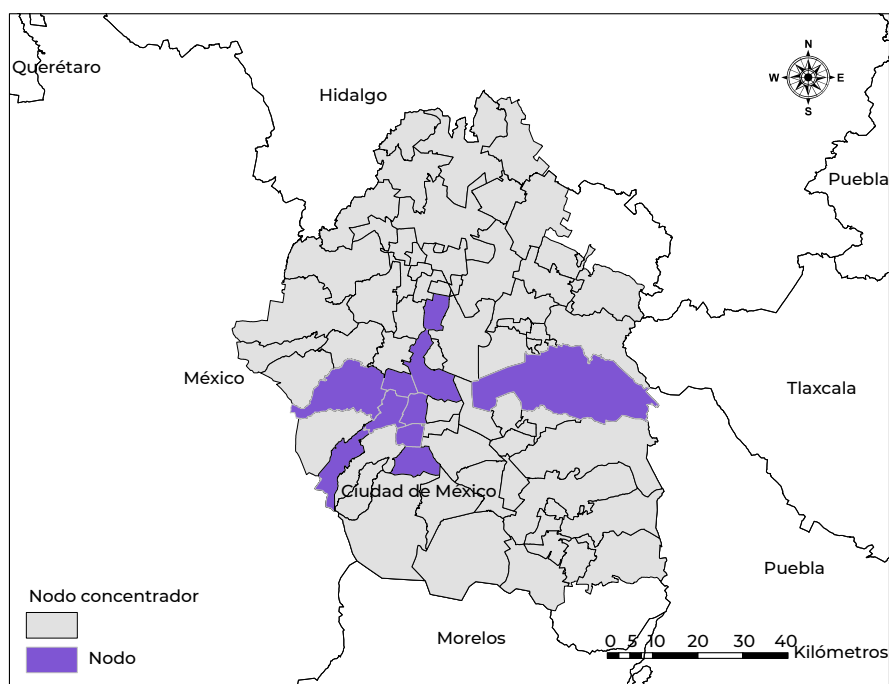 Querétaro
Hidalgo
N
W E
S
Puebla
México
Tlaxcala
Ciudad de México
Puebla
Morelos
Nodo concentrador
Nodo
0 5 10 20 30 40
Kilómetros